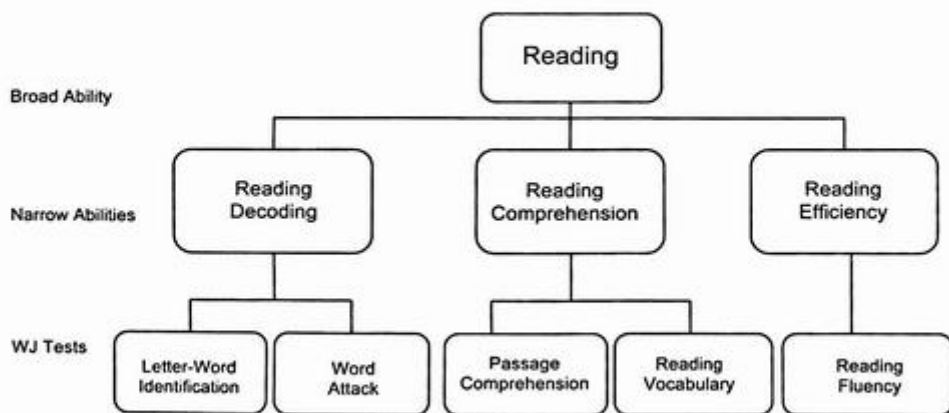 Reading
Broad Ability
Reading
Decoding
Reading
Comprehension
Reading
Efficiency
Narrow Abilities
WJ Tests
Letter-Word
Identification
Word
Attack
Passage
Comprehension
Reading
Vocabulary
Reading
Fluency